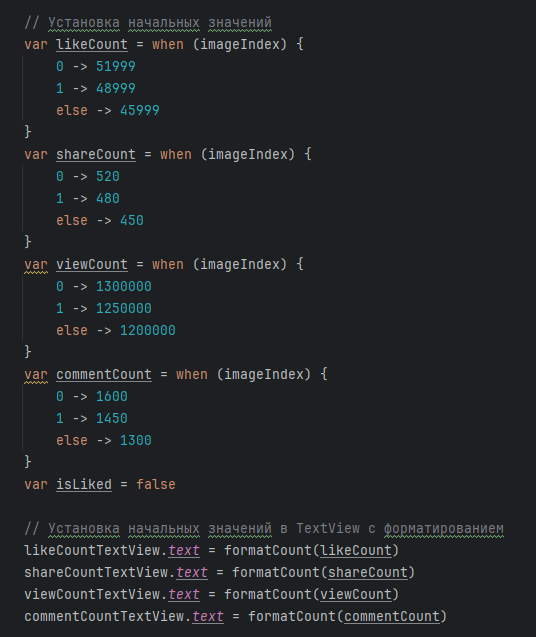 // Установка начальных значений
var likeCount = when (imageIndex) {
0 -> 51999
1 -> 48999
else -> 45999
}
var shareCount = when (imageIndex) {
0 -> 520
1 -> 480
else -> 450
}
var viewCount = when (imageIndex) {
0 -> 1300000
1 -> 1250000
else -> 1200000
}
var commentCount = when (imageIndex) {
0 -> 1600
1 -> 1450
else -> 1300
}
var isLiked = false
// Установка начальных значений в TextView с форматированием
likeCountTextView.text = formatCount(likeCount)
shareCountTextView.text = formatCount(shareCount)
viewCountTextView.text = formatCount(viewCount)
commentCountTextView.text = formatCount(commentCount)